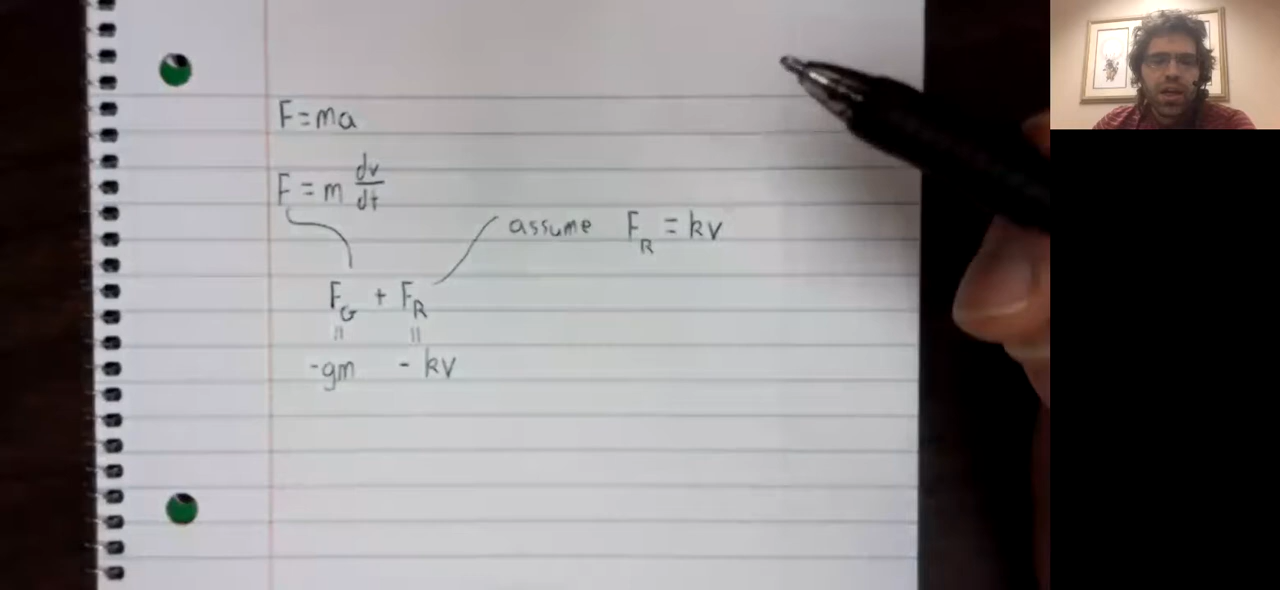 F = ma
F = m dv/dt
assume F_R = kv
F_G + F_R
= =
-gm - kv